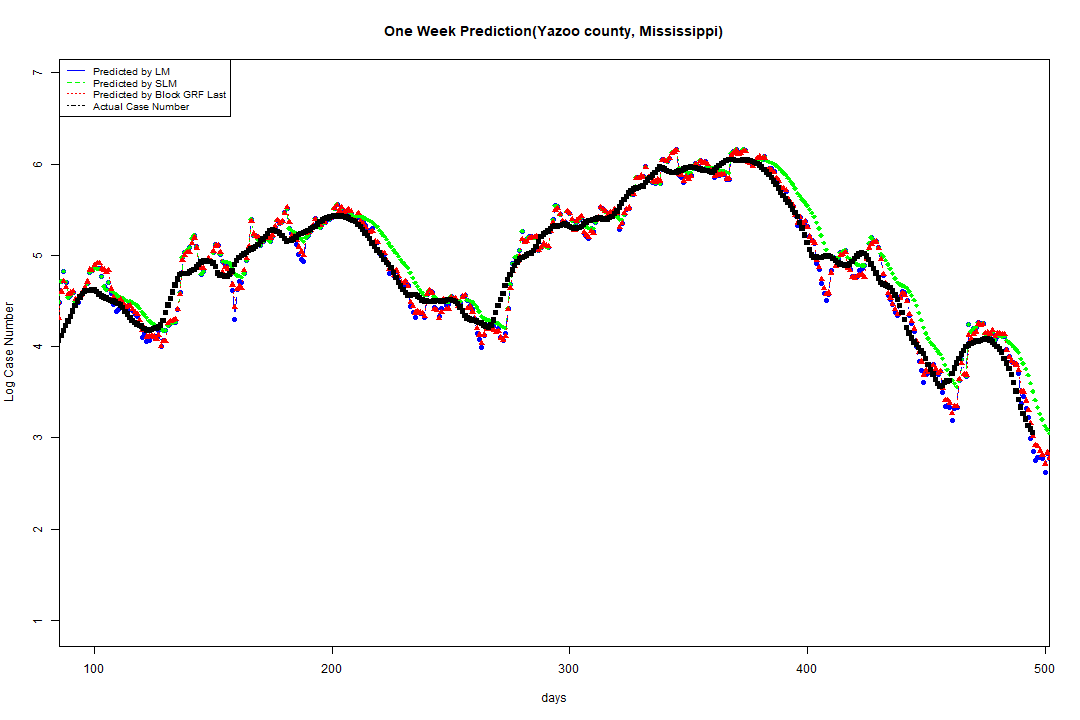 One Week Prediction(Yazoo county, Mississippi)
Predicted by LM
Predicted by SLM
Predicted by Block GRF Last
Actual Case Number
7
6
5
4
3
2
1
Log Case Number
100 200 300 400 500
days